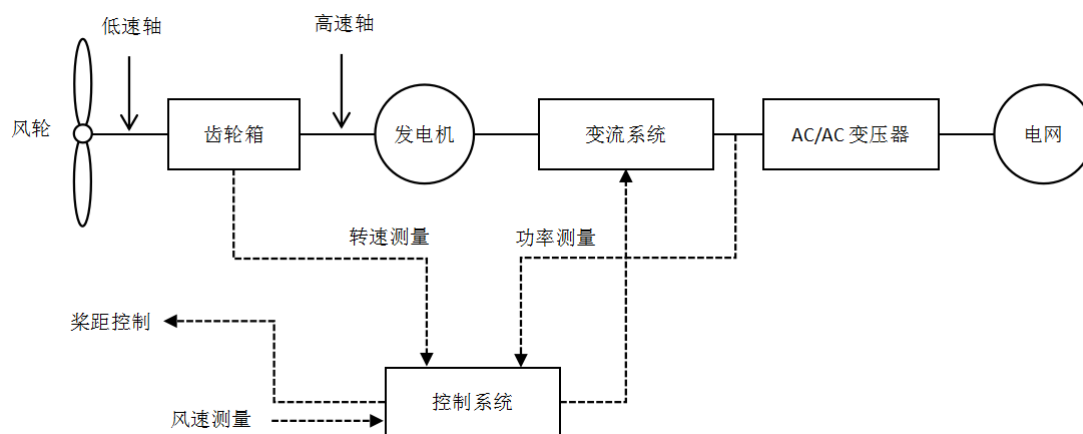 低速轴
高速轴
风轮
齿轮箱
发电机
变流系统
AC/AC 变压器
电网
转速测量
功率测量
桨距控制
控制系统
风速测量